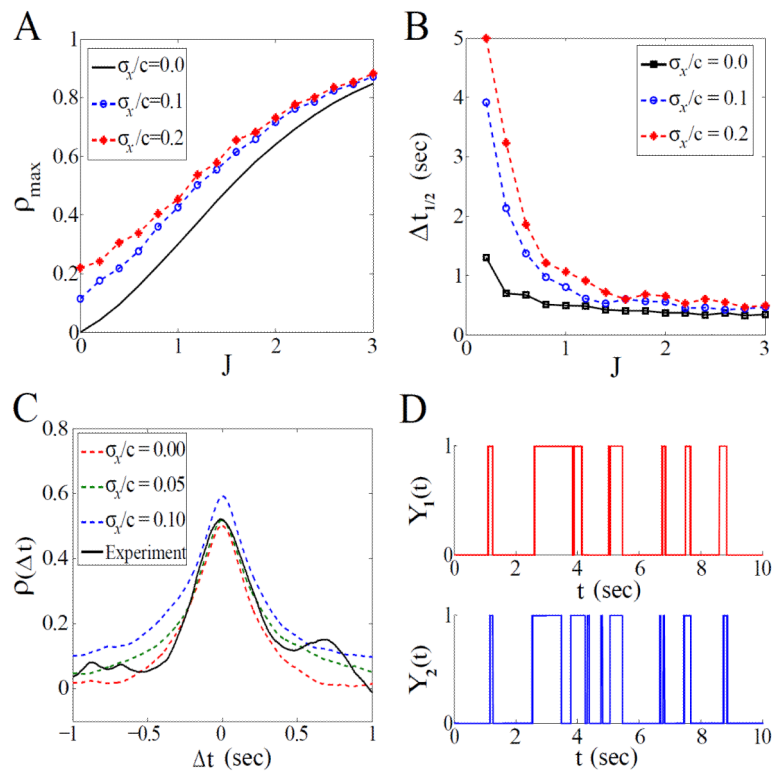 A
1
0.8
0.6
0.4
0.2
0
ρmax
σx/c=0.0
σx/c=0.1
σx/c=0.2
0 1 2 3
J
B
5
4
3
2
1
0
Δt1/2 (sec)
σx/c = 0.0
σx/c = 0.1
σx/c = 0.2
0 1 2 3
J
C
0.8
0.6
0.4
0.2
0
ρ(Δt)
σx/c = 0.00
σx/c = 0.05
σx/c = 0.10
Experiment
−1 −0.5 0 0.5 1
Δt (sec)
D
1
0
Y1(t)
0 2 4 6 8 10
t (sec)
1
0
Y2(t)
0 2 4 6 8 10
t (sec)